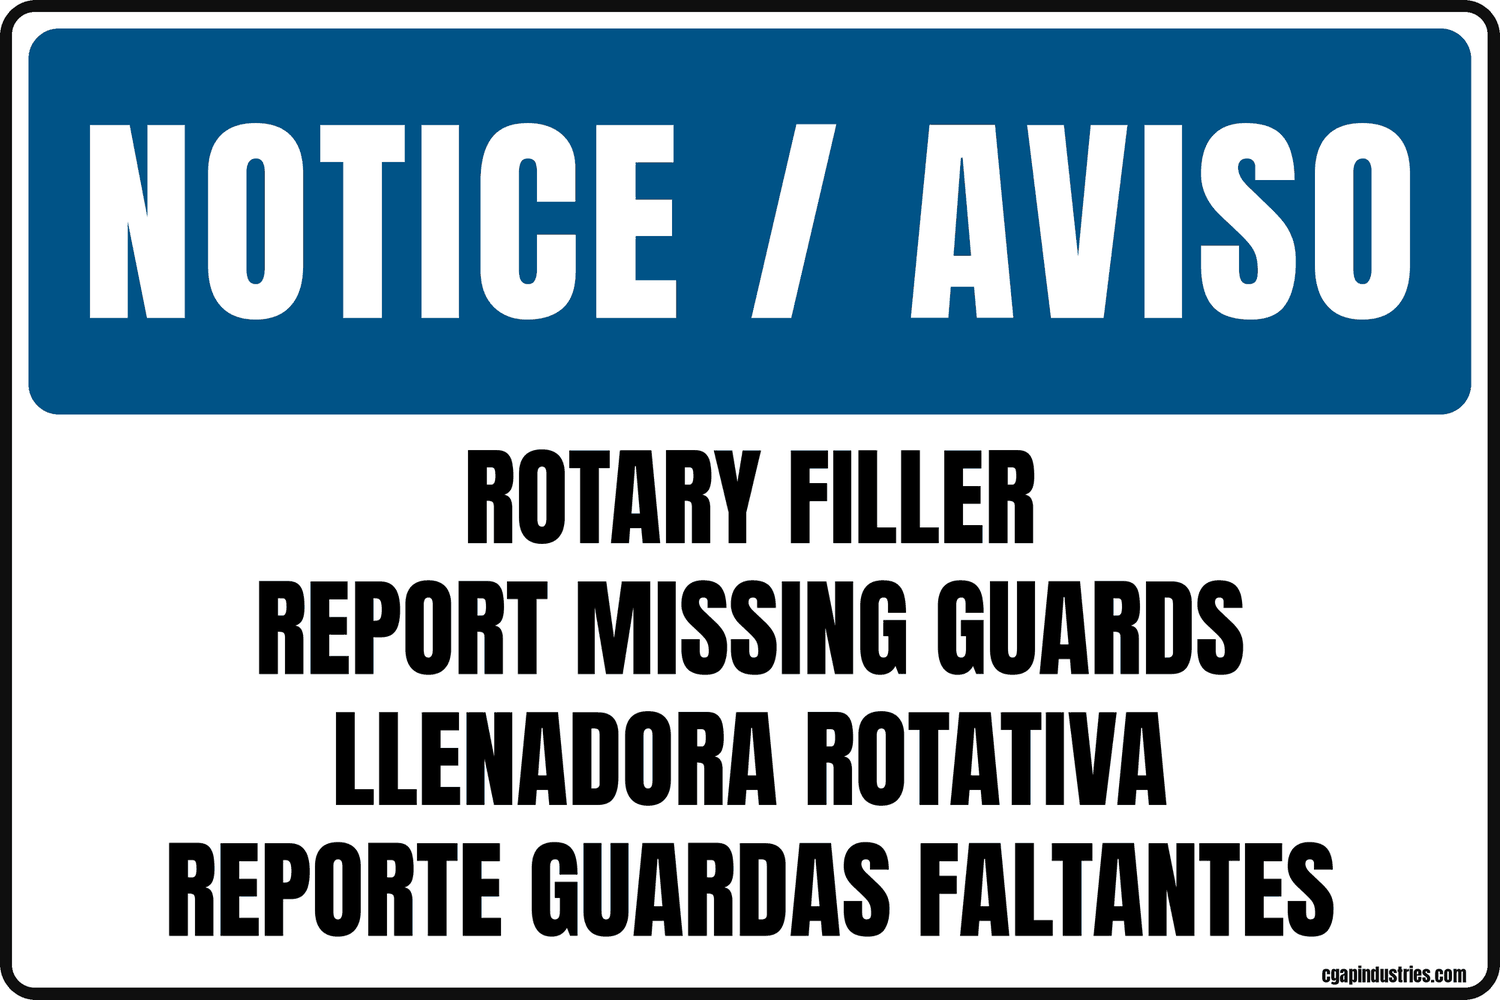 NOTICE / AVISO
ROTARY FILLER
REPORT MISSING GUARDS
LLENADORA ROTATIVA
REPORTE GUARDAS FALTANTES
cgapindustries.com